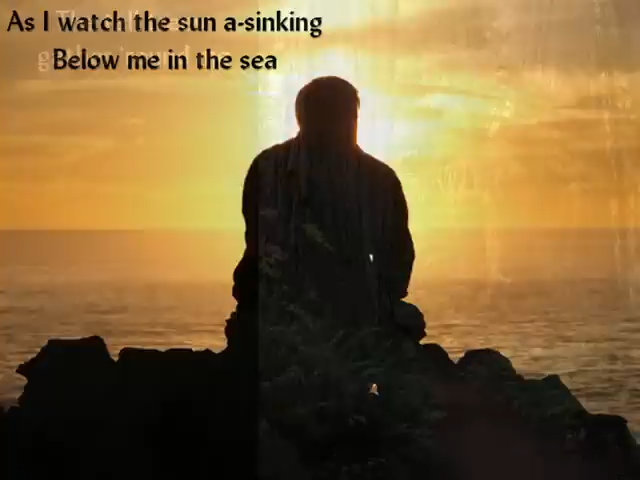 As I watch the sun a-sinking
Below me in the sea